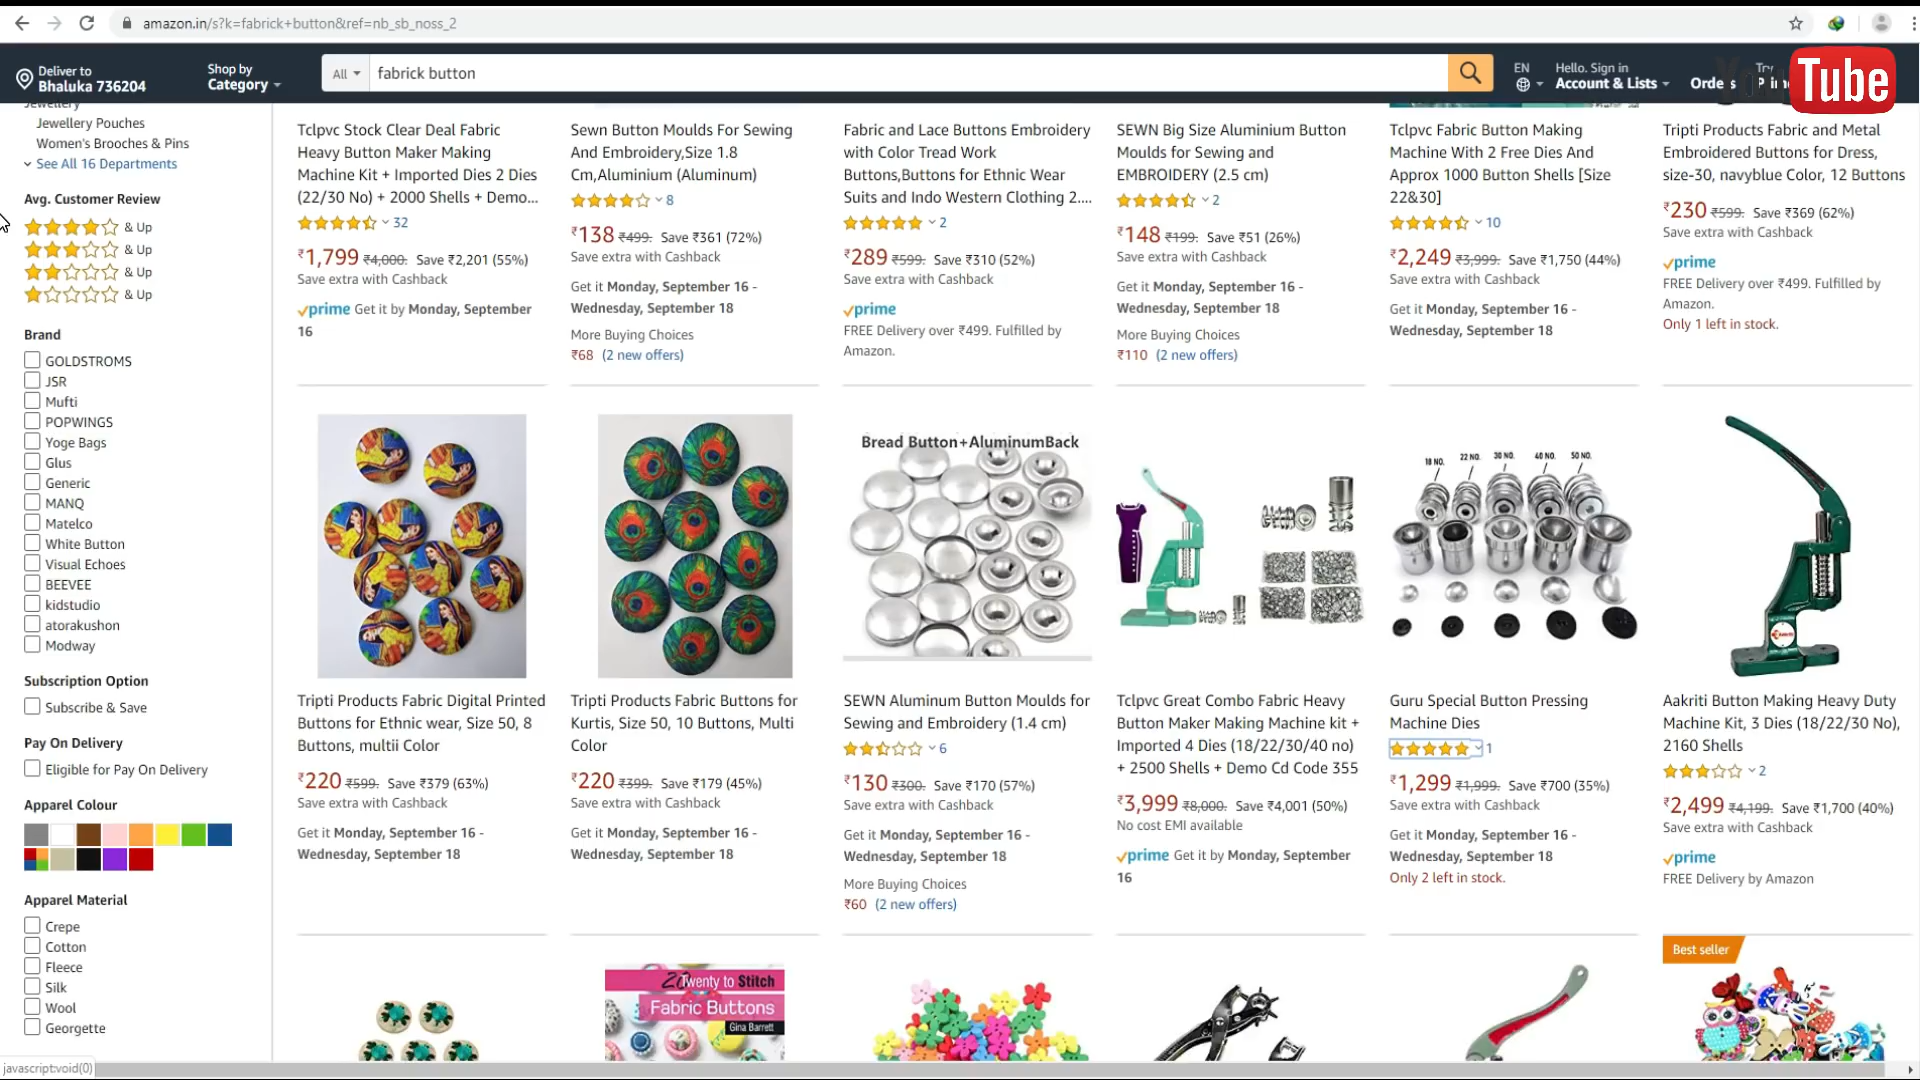 amazon.in/s?k=fabrick+button&ref=nb_sb_noss_2
Deliver to
Bhaluka 736204
Shop by
Category
All
fabrick button
EN
Hello. Sign in
Account & Lists
Orders
Try
Tube
Jewellery
Jewellery Pouches
Women's Brooches & Pins
See All 16 Departments
Avg. Customer Review
& Up
& Up
& Up
& Up
Brand
GOLDSTROMS
JSR
Mufti
POPWINGS
Yoge Bags
Glus
Generic
MANQ
Matelco
White Button
Visual Echoes
BEEVEE
kidstudio
atorakushon
Modway
Subscription Option
Subscribe & Save
Pay On Delivery
Eligible for Pay On Delivery
Apparel Colour
Apparel Material
Crepe
Cotton
Fleece
Silk
Wool
Georgette
javascript:void(0)
Tclpvc Stock Clear Deal Fabric
Heavy Button Maker Making
Machine Kit + Imported Dies 2 Dies
(22/30 No) + 2000 Shells + Demo...
32
₹1,799 ₹4,000. Save ₹2,201 (55%)
Save extra with Cashback
prime Get it by Monday, September
16
Sewn Button Moulds For Sewing
And Embroidery,Size 1.8
Cm,Aluminium (Aluminum)
8
₹138 ₹499. Save ₹361 (72%)
Save extra with Cashback
Get it Monday, September 16 -
Wednesday, September 18
More Buying Choices
₹68 (2 new offers)
Fabric and Lace Buttons Embroidery
with Color Tread Work
Buttons,Buttons for Ethnic Wear
Suits and Indo Western Clothing 2....
2
₹289 ₹599. Save ₹310 (52%)
Save extra with Cashback
prime
FREE Delivery over ₹499. Fulfilled by
Amazon.
SEWN Big Size Aluminium Button
Moulds for Sewing and
EMBROIDERY (2.5 cm)
2
₹148 ₹199. Save ₹51 (26%)
Save extra with Cashback
Get it Monday, September 16 -
Wednesday, September 18
More Buying Choices
₹110 (2 new offers)
Tclpvc Fabric Button Making
Machine With 2 Free Dies And
Approx 1000 Button Shells [Size
22&30]
10
₹2,249 ₹3,999. Save ₹1,750 (44%)
Save extra with Cashback
Get it Monday, September 16 -
Wednesday, September 18
Tripti Products Fabric and Metal
Embroidered Buttons for Dress,
size-30, navyblue Color, 12 Buttons
₹230 ₹599. Save ₹369 (62%)
Save extra with Cashback
prime
FREE Delivery over ₹499. Fulfilled by
Amazon.
Only 1 left in stock.
Tripti Products Fabric Digital Printed
Buttons for Ethnic wear, Size 50, 8
Buttons, multii Color
₹220 ₹599. Save ₹379 (63%)
Save extra with Cashback
Get it Monday, September 16 -
Wednesday, September 18
Tripti Products Fabric Buttons for
Kurtis, Size 50, 10 Buttons, Multi
Color
₹220 ₹399. Save ₹179 (45%)
Save extra with Cashback
Get it Monday, September 16 -
Wednesday, September 18
Bread Button+AluminumBack
SEWN Aluminum Button Moulds for
Sewing and Embroidery (1.4 cm)
6
₹130 ₹300. Save ₹170 (57%)
Save extra with Cashback
Get it Monday, September 16 -
Wednesday, September 18
More Buying Choices
₹60 (2 new offers)
Tclpvc Great Combo Fabric Heavy
Button Maker Making Machine kit +
Imported 4 Dies (18/22/30/40 no)
+ 2500 Shells + Demo Cd Code 355
₹3,999 ₹8,000. Save ₹4,001 (50%)
No cost EMI available
prime Get it by Monday, September
16
18 NO. 22 NO. 30 NO. 40 NO. 50 NO.
Guru Special Button Pressing
Machine Dies
1
₹1,299 ₹1,999. Save ₹700 (35%)
Save extra with Cashback
Get it Monday, September 16 -
Wednesday, September 18
Only 2 left in stock.
Aakriti Button Making Heavy Duty
Machine Kit, 3 Dies (18/22/30 No),
2160 Shells
2
₹2,499 ₹4,199. Save ₹1,700 (40%)
Save extra with Cashback
prime
FREE Delivery by Amazon
20 Twenty to Stitch
Fabric Buttons
Gina Barrett
Best seller